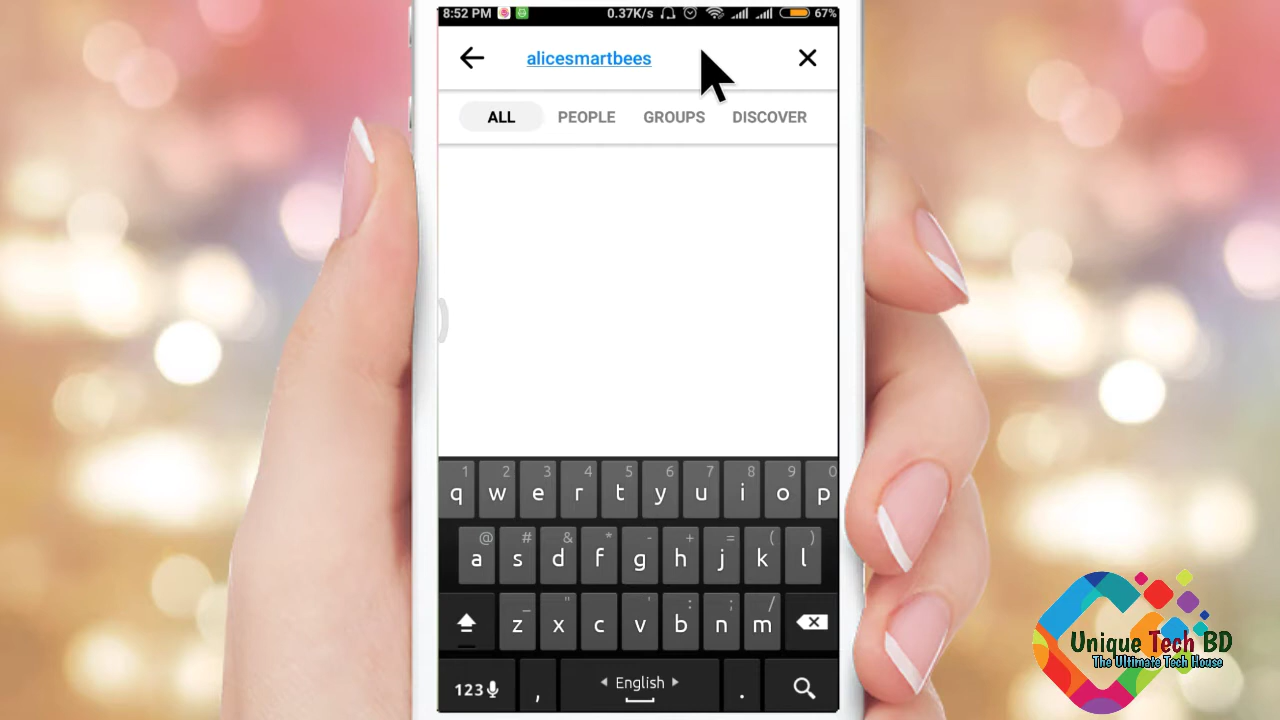 8:52 PM 0.37K/s 67%
alicesmartbees
ALL PEOPLE GROUPS DISCOVER
1 2 3 4 5 6 7 8 9 0
q w e r t y u i o p
@ # & * - + = ( )
a s d f g h j k l
_ " ' : ; /
z x c v b n m
123 , English .
Unique Tech BD
The Ultimate Tech House